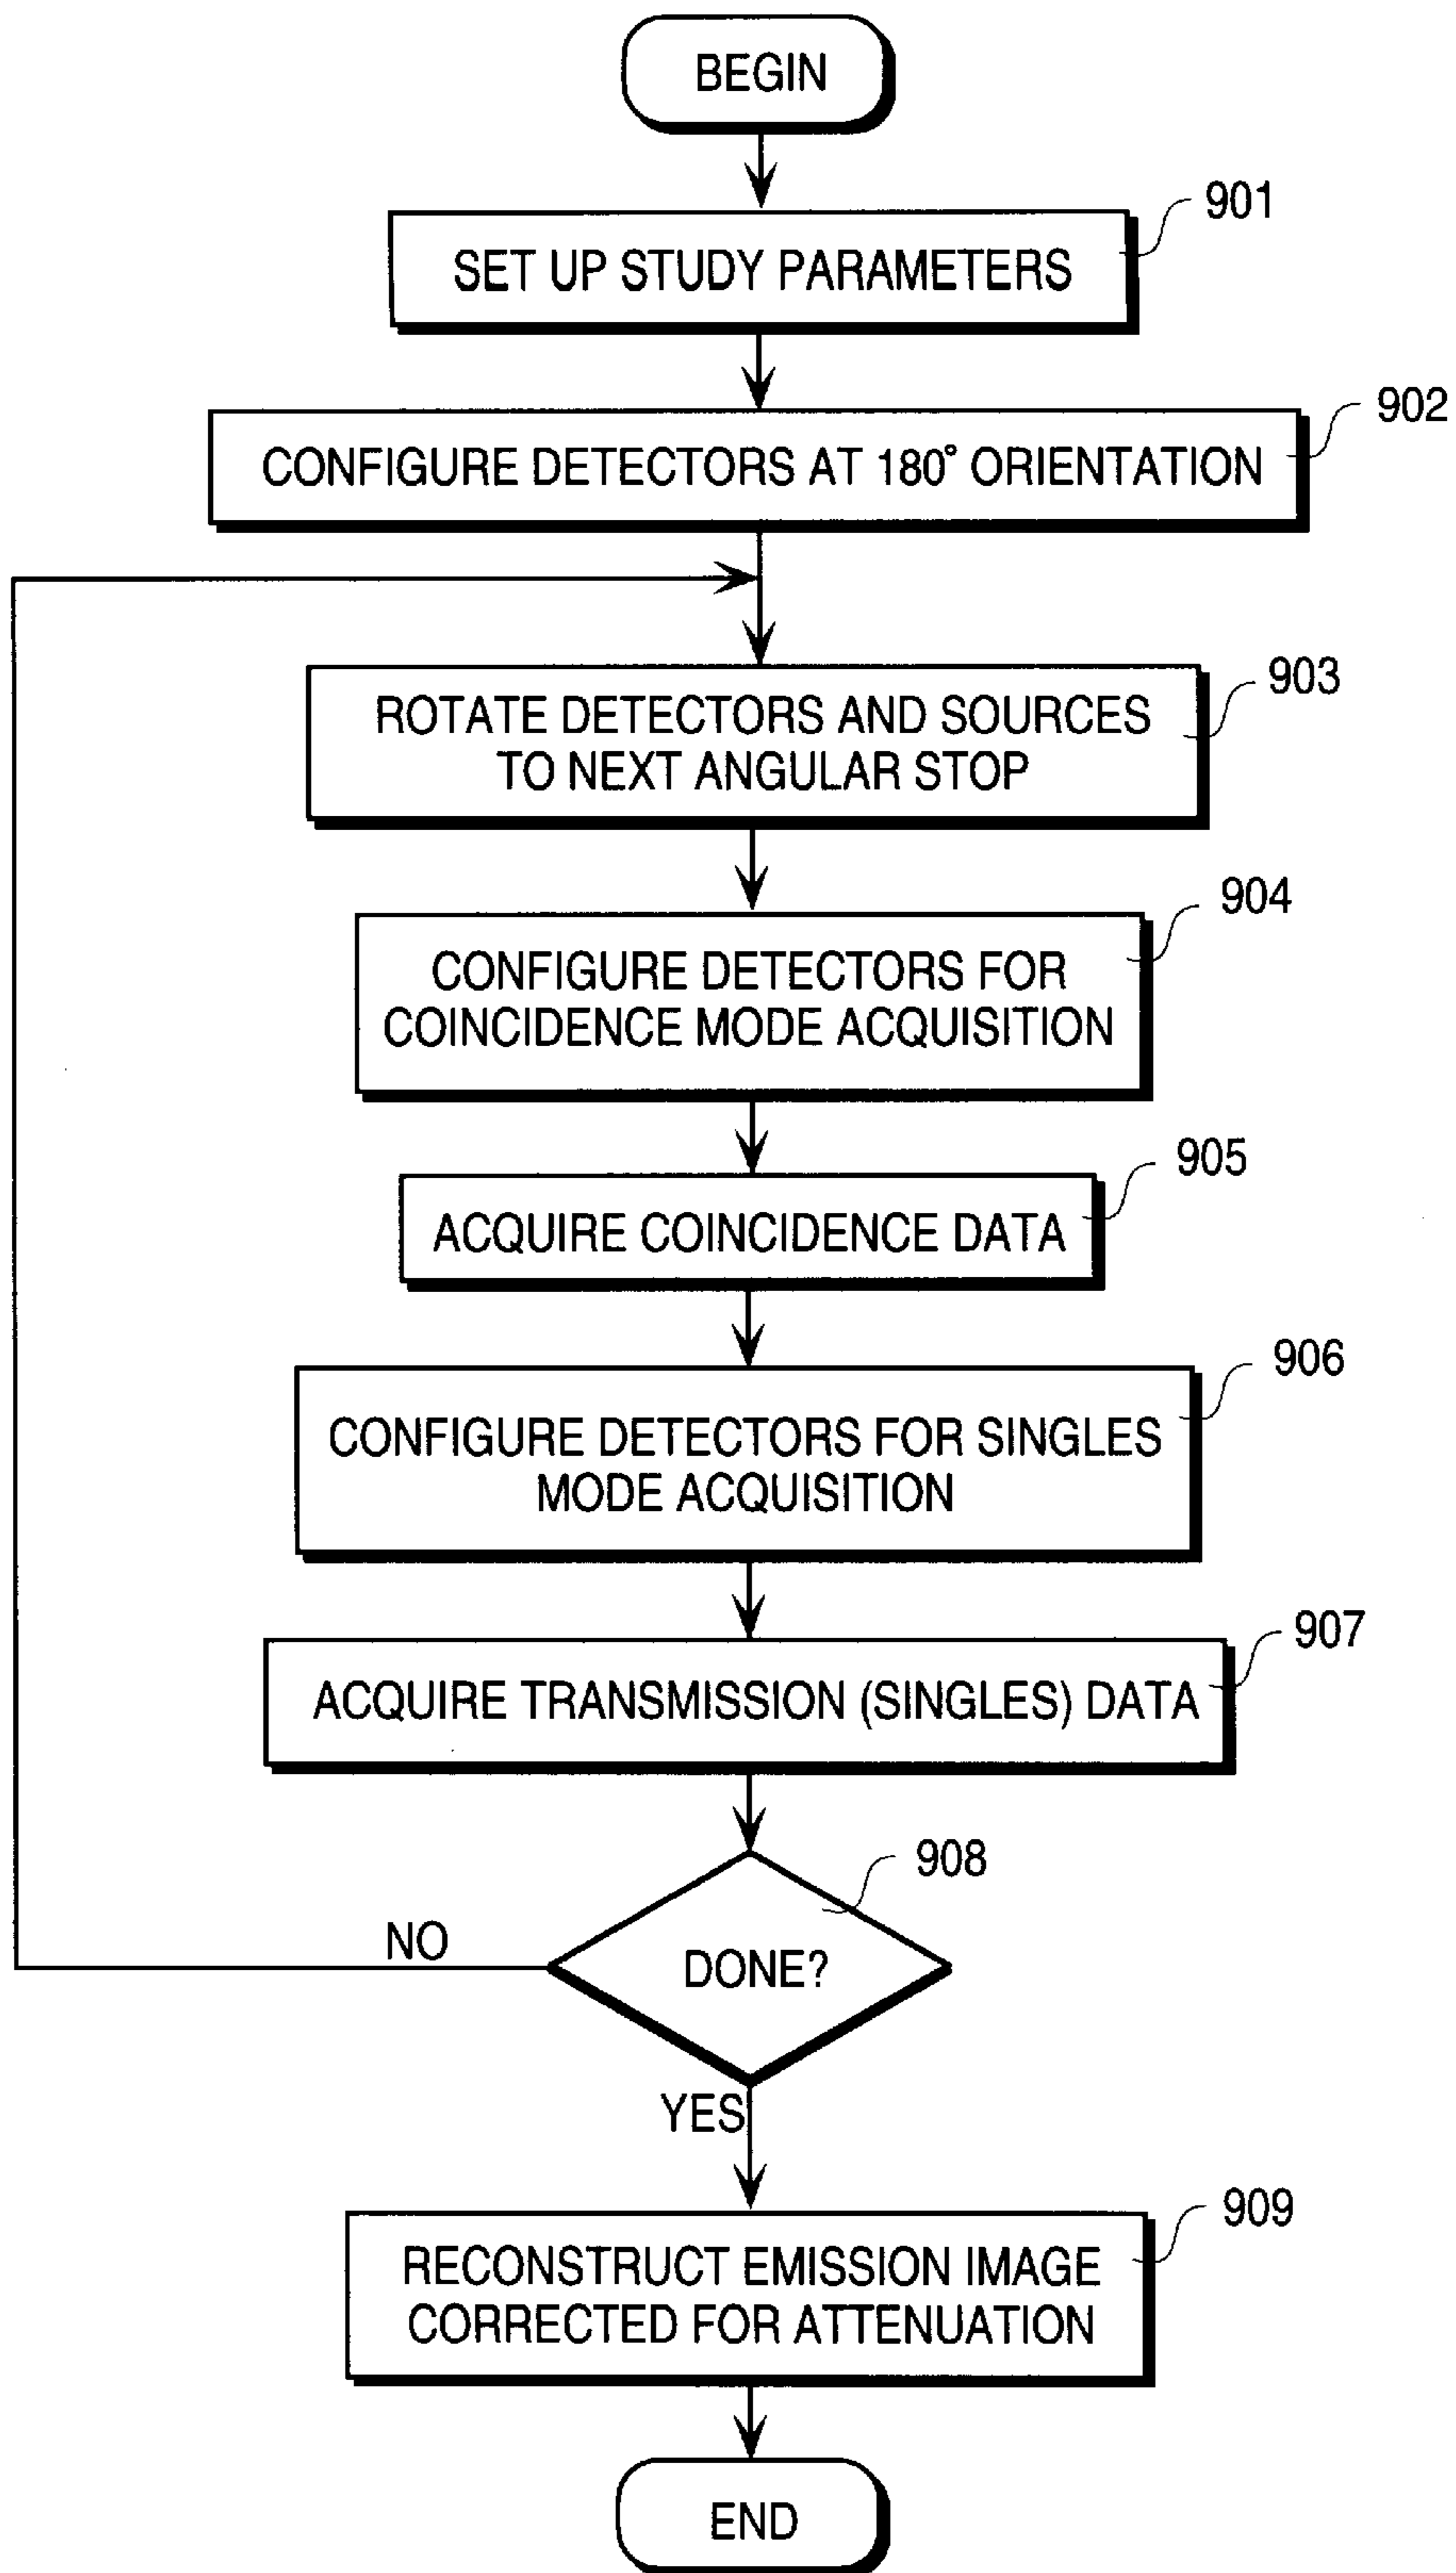 BEGIN
901
SET UP STUDY PARAMETERS
902
CONFIGURE DETECTORS AT 180° ORIENTATION
903
ROTATE DETECTORS AND SOURCES
TO NEXT ANGULAR STOP
904
CONFIGURE DETECTORS FOR
COINCIDENCE MODE ACQUISITION
905
ACQUIRE COINCIDENCE DATA
906
CONFIGURE DETECTORS FOR SINGLES
MODE ACQUISITION
907
ACQUIRE TRANSMISSION (SINGLES) DATA
908
NO
DONE?
YES
909
RECONSTRUCT EMISSION IMAGE
CORRECTED FOR ATTENUATION
END